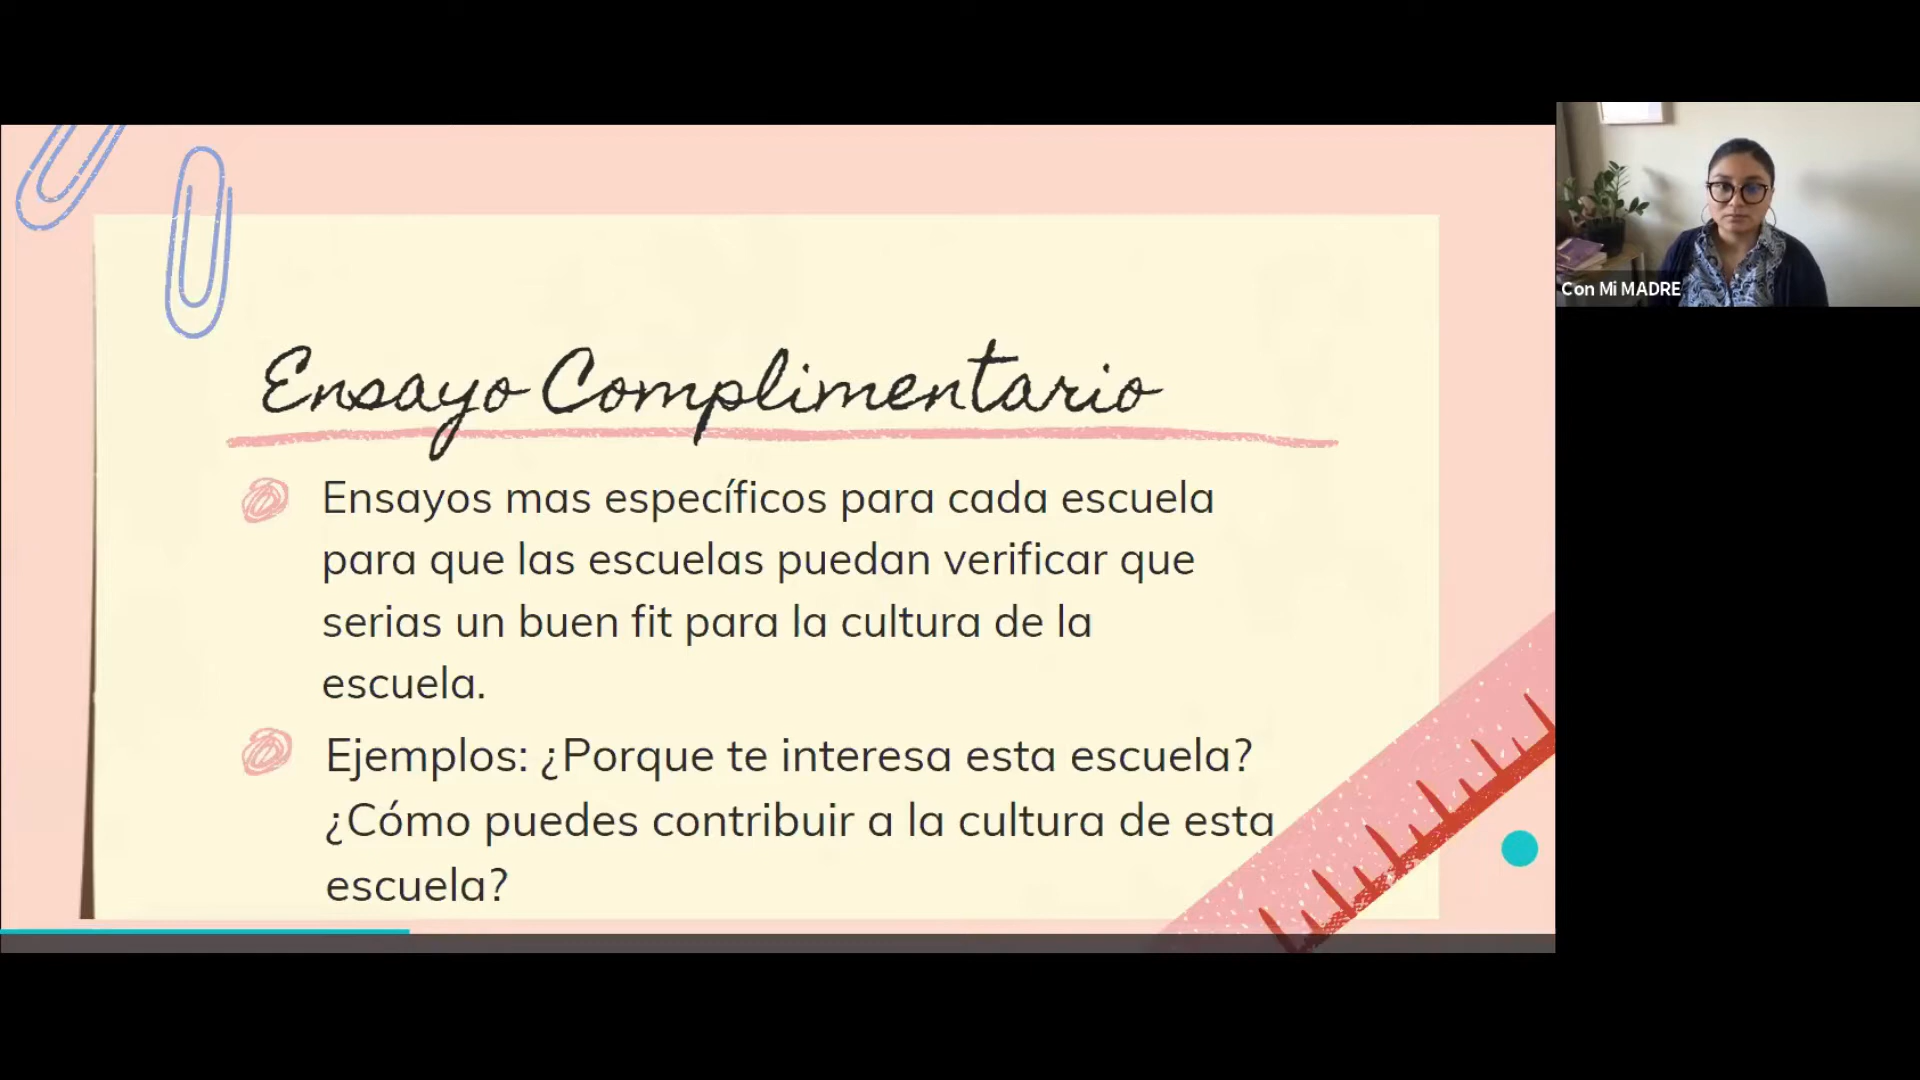 Ensayo Complimentario
Ensayos mas específicos para cada escuela
para que las escuelas puedan verificar que
serias un buen fit para la cultura de la
escuela.
Ejemplos: ¿Porque te interesa esta escuela?
¿Cómo puedes contribuir a la cultura de esta
escuela?
Con Mi MADRE